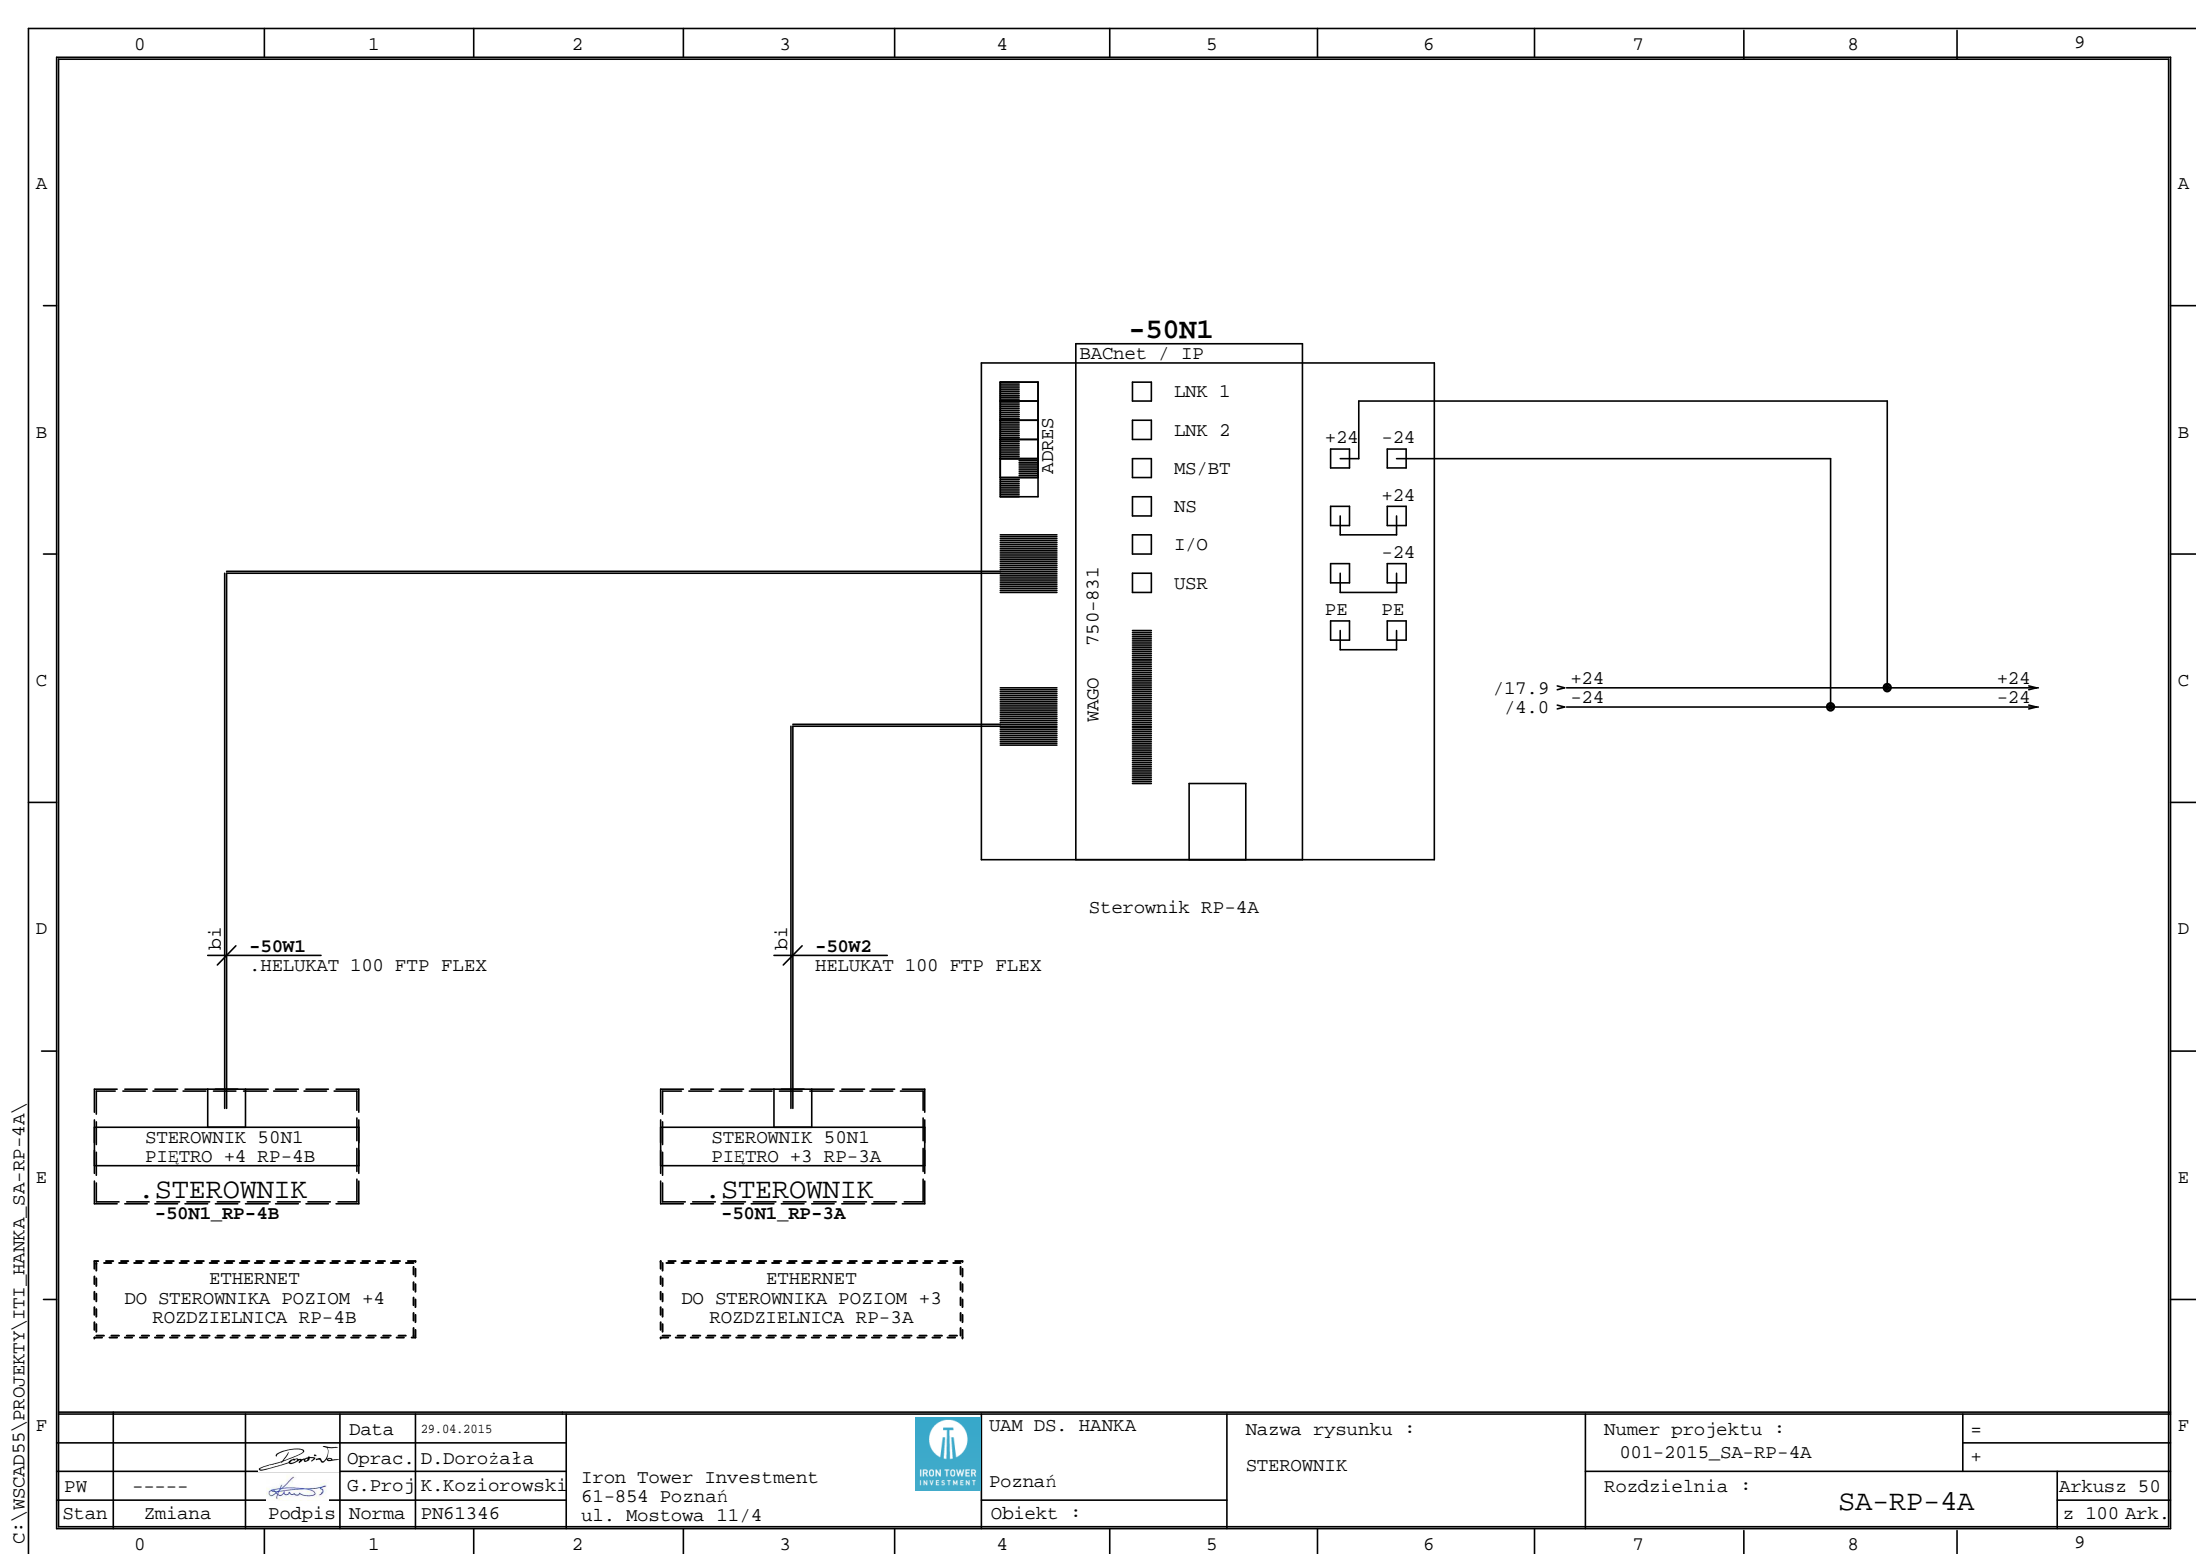 0 1 2 3 4 5 6 7 8 9
A A
-50N1
BACnet / IP
LNK 1
LNK 2
MS/BT
NS
I/O
USR
ADRES
WAGO 750-831
+24 -24
+24
-24
PE PE
B B
/17.9 +24 +24
/4.0 -24 -24
C C
Sterownik RP-4A
D D
bi
-50W1
.HELUKAT 100 FTP FLEX
bi
-50W2
HELUKAT 100 FTP FLEX
STEROWNIK 50N1
PIĘTRO +4 RP-4B
.STEROWNIK
-50N1_RP-4B
STEROWNIK 50N1
PIĘTRO +3 RP-3A
.STEROWNIK
-50N1_RP-3A
E E
ETHERNET
DO STEROWNIKA POZIOM +4
ROZDZIELNICA RP-4B
ETHERNET
DO STEROWNIKA POZIOM +3
ROZDZIELNICA RP-3A
C:\WSCAD55\PROJEKTY\ITI_HANKA_SA-RP-4A\
F F
Data 29.04.2015
Oprac. D.Dorożała
PW ----- G.Proj K.Koziorowski
Stan Zmiana Podpis Norma PN61346
Iron Tower Investment
61-854 Poznań
ul. Mostowa 11/4
IRON TOWER
INVESTMENT
UAM DS. HANKA
Poznań
Obiekt :
Nazwa rysunku :
STEROWNIK
Numer projektu :
001-2015_SA-RP-4A
=
+
Rozdzielnia :
SA-RP-4A
Arkusz 50
z 100 Ark.
0 1 2 3 4 5 6 7 8 9